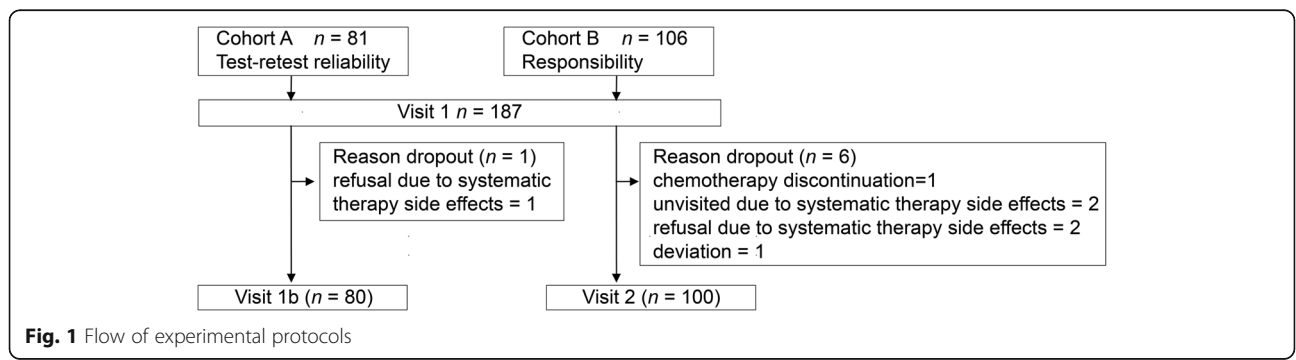 Cohort A n = 81
Test-retest reliability
Cohort B n = 106
Responsibility
Visit 1 n = 187
Reason dropout (n = 1)
refusal due to systematic
therapy side effects = 1
Reason dropout (n = 6)
chemotherapy discontinuation=1
unvisited due to systematic therapy side effects = 2
refusal due to systematic therapy side effects = 2
deviation = 1
Visit 1b (n = 80)
Visit 2 (n = 100)
Fig. 1 Flow of experimental protocols